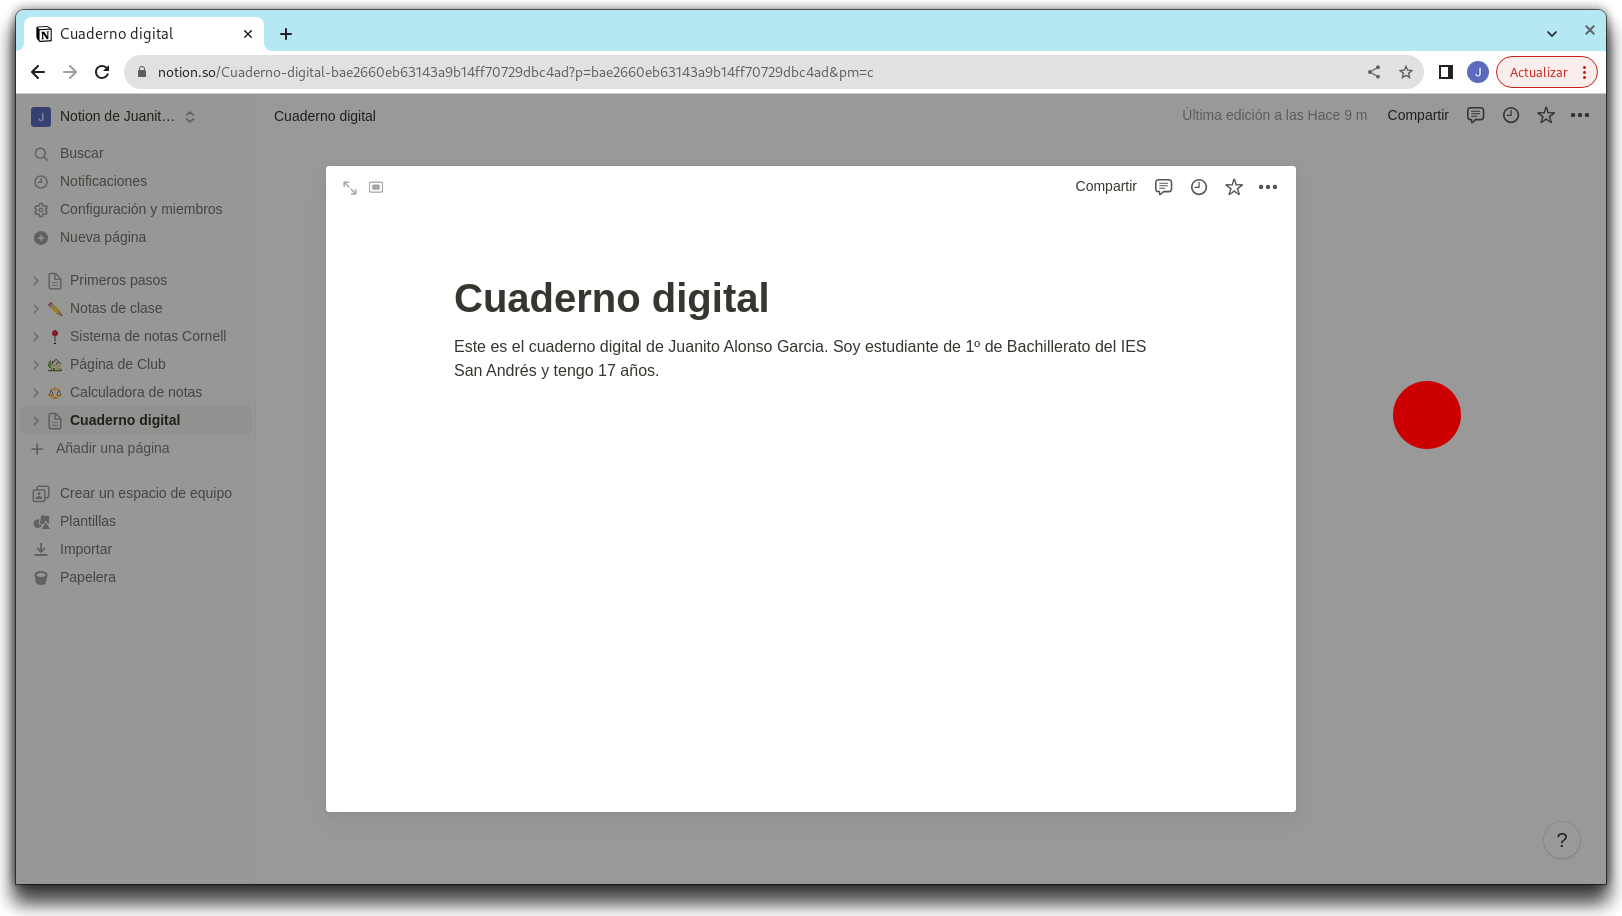 Cuaderno digital
notion.so/Cuaderno-digital-bae2660eb63143a9b14ff70729dbc4ad?p=bae2660eb63143a9b14ff70729dbc4ad&pm=c
J
Actualizar
J
Notion de Juanit...
Cuaderno digital
Última edición a las Hace 9 m
Compartir
Buscar
Notificaciones
Configuración y miembros
Nueva página
Primeros pasos
Notas de clase
Sistema de notas Cornell
Página de Club
Calculadora de notas
Cuaderno digital
Añadir una página
Crear un espacio de equipo
Plantillas
Importar
Papelera
Compartir
Cuaderno digital
Este es el cuaderno digital de Juanito Alonso Garcia. Soy estudiante de 1º de Bachillerato del IES
San Andrés y tengo 17 años.
?